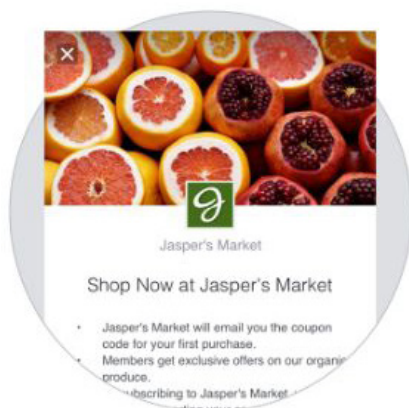 Jasper's Market
Shop Now at Jasper's Market
• Jasper's Market will email you the coupon
code for your first purchase.
• Members get exclusive offers on our organic
produce.
subscribing to Jasper's Market